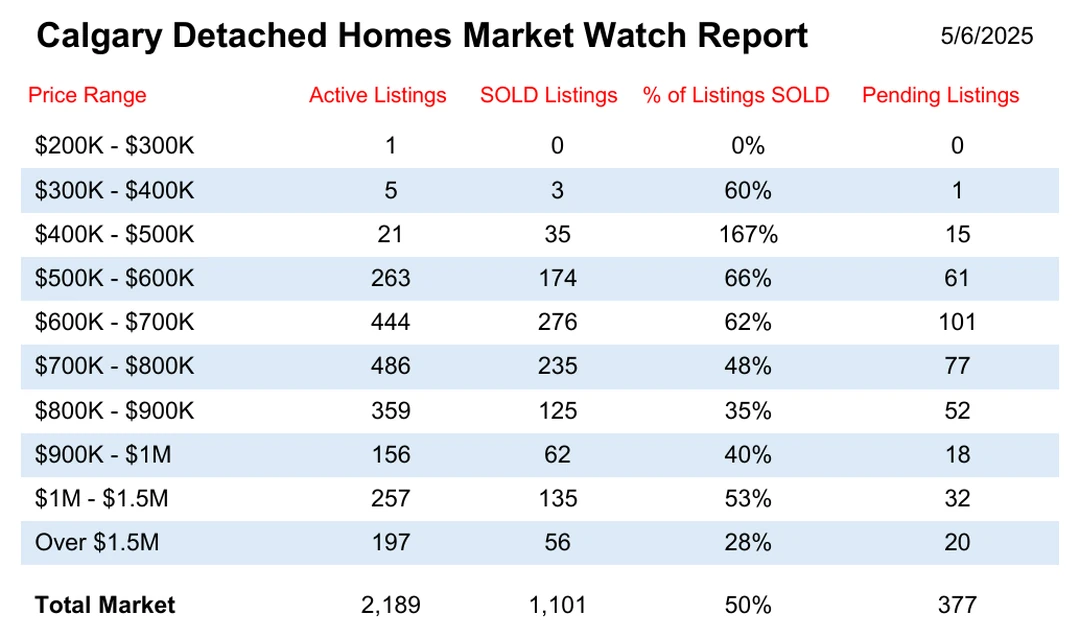 Calgary Detached Homes Market Watch Report 5/6/2025
Price Range Active Listings SOLD Listings % of Listings SOLD Pending Listings
$200K - $300K 1 0 0% 0
$300K - $400K 5 3 60% 1
$400K - $500K 21 35 167% 15
$500K - $600K 263 174 66% 61
$600K - $700K 444 276 62% 101
$700K - $800K 486 235 48% 77
$800K - $900K 359 125 35% 52
$900K - $1M 156 62 40% 18
$1M - $1.5M 257 135 53% 32
Over $1.5M 197 56 28% 20
Total Market 2,189 1,101 50% 377